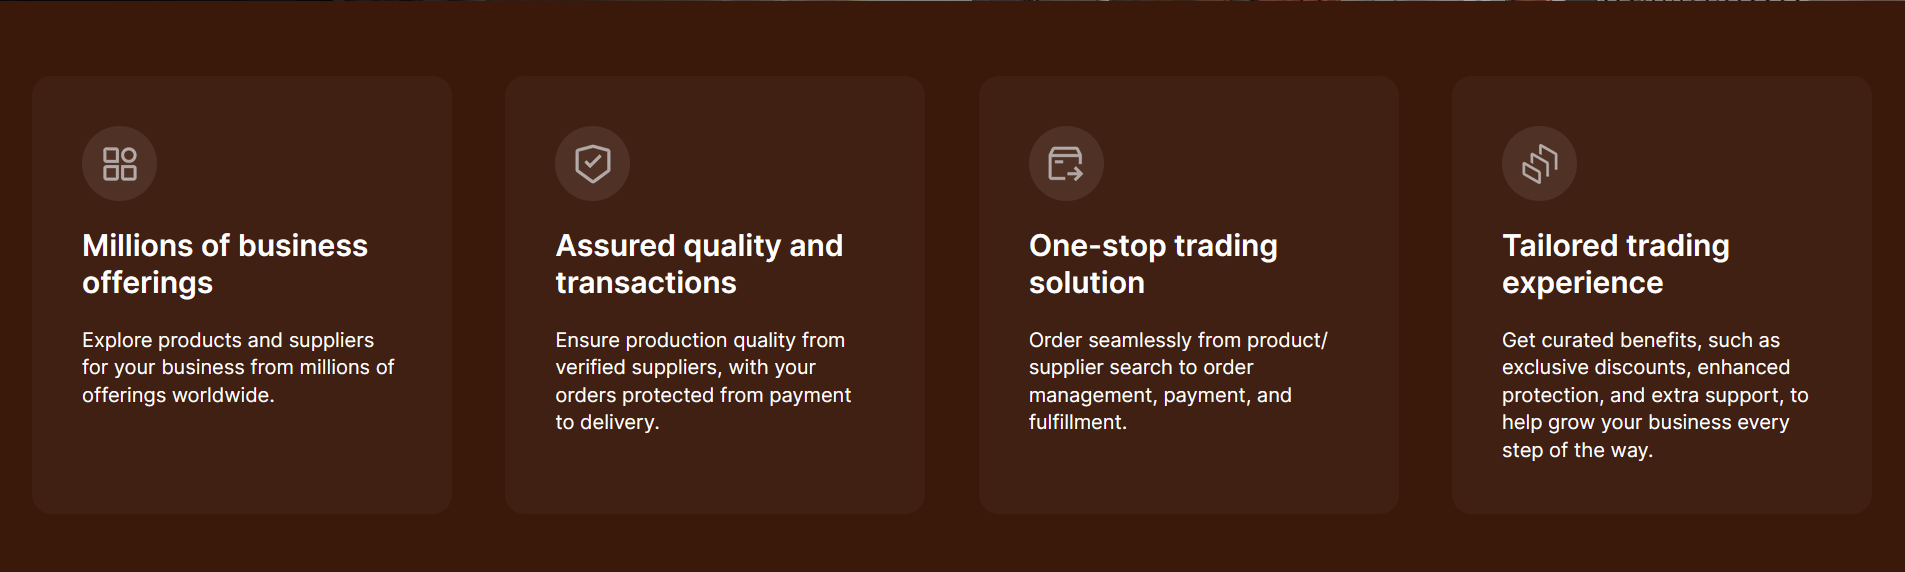 Millions of business
offerings
Explore products and suppliers
for your business from millions of
offerings worldwide.
Assured quality and
transactions
Ensure production quality from
verified suppliers, with your
orders protected from payment
to delivery.
One-stop trading
solution
Order seamlessly from product/
supplier search to order
management, payment, and
fulfillment.
Tailored trading
experience
Get curated benefits, such as
exclusive discounts, enhanced
protection, and extra support, to
help grow your business every
step of the way.